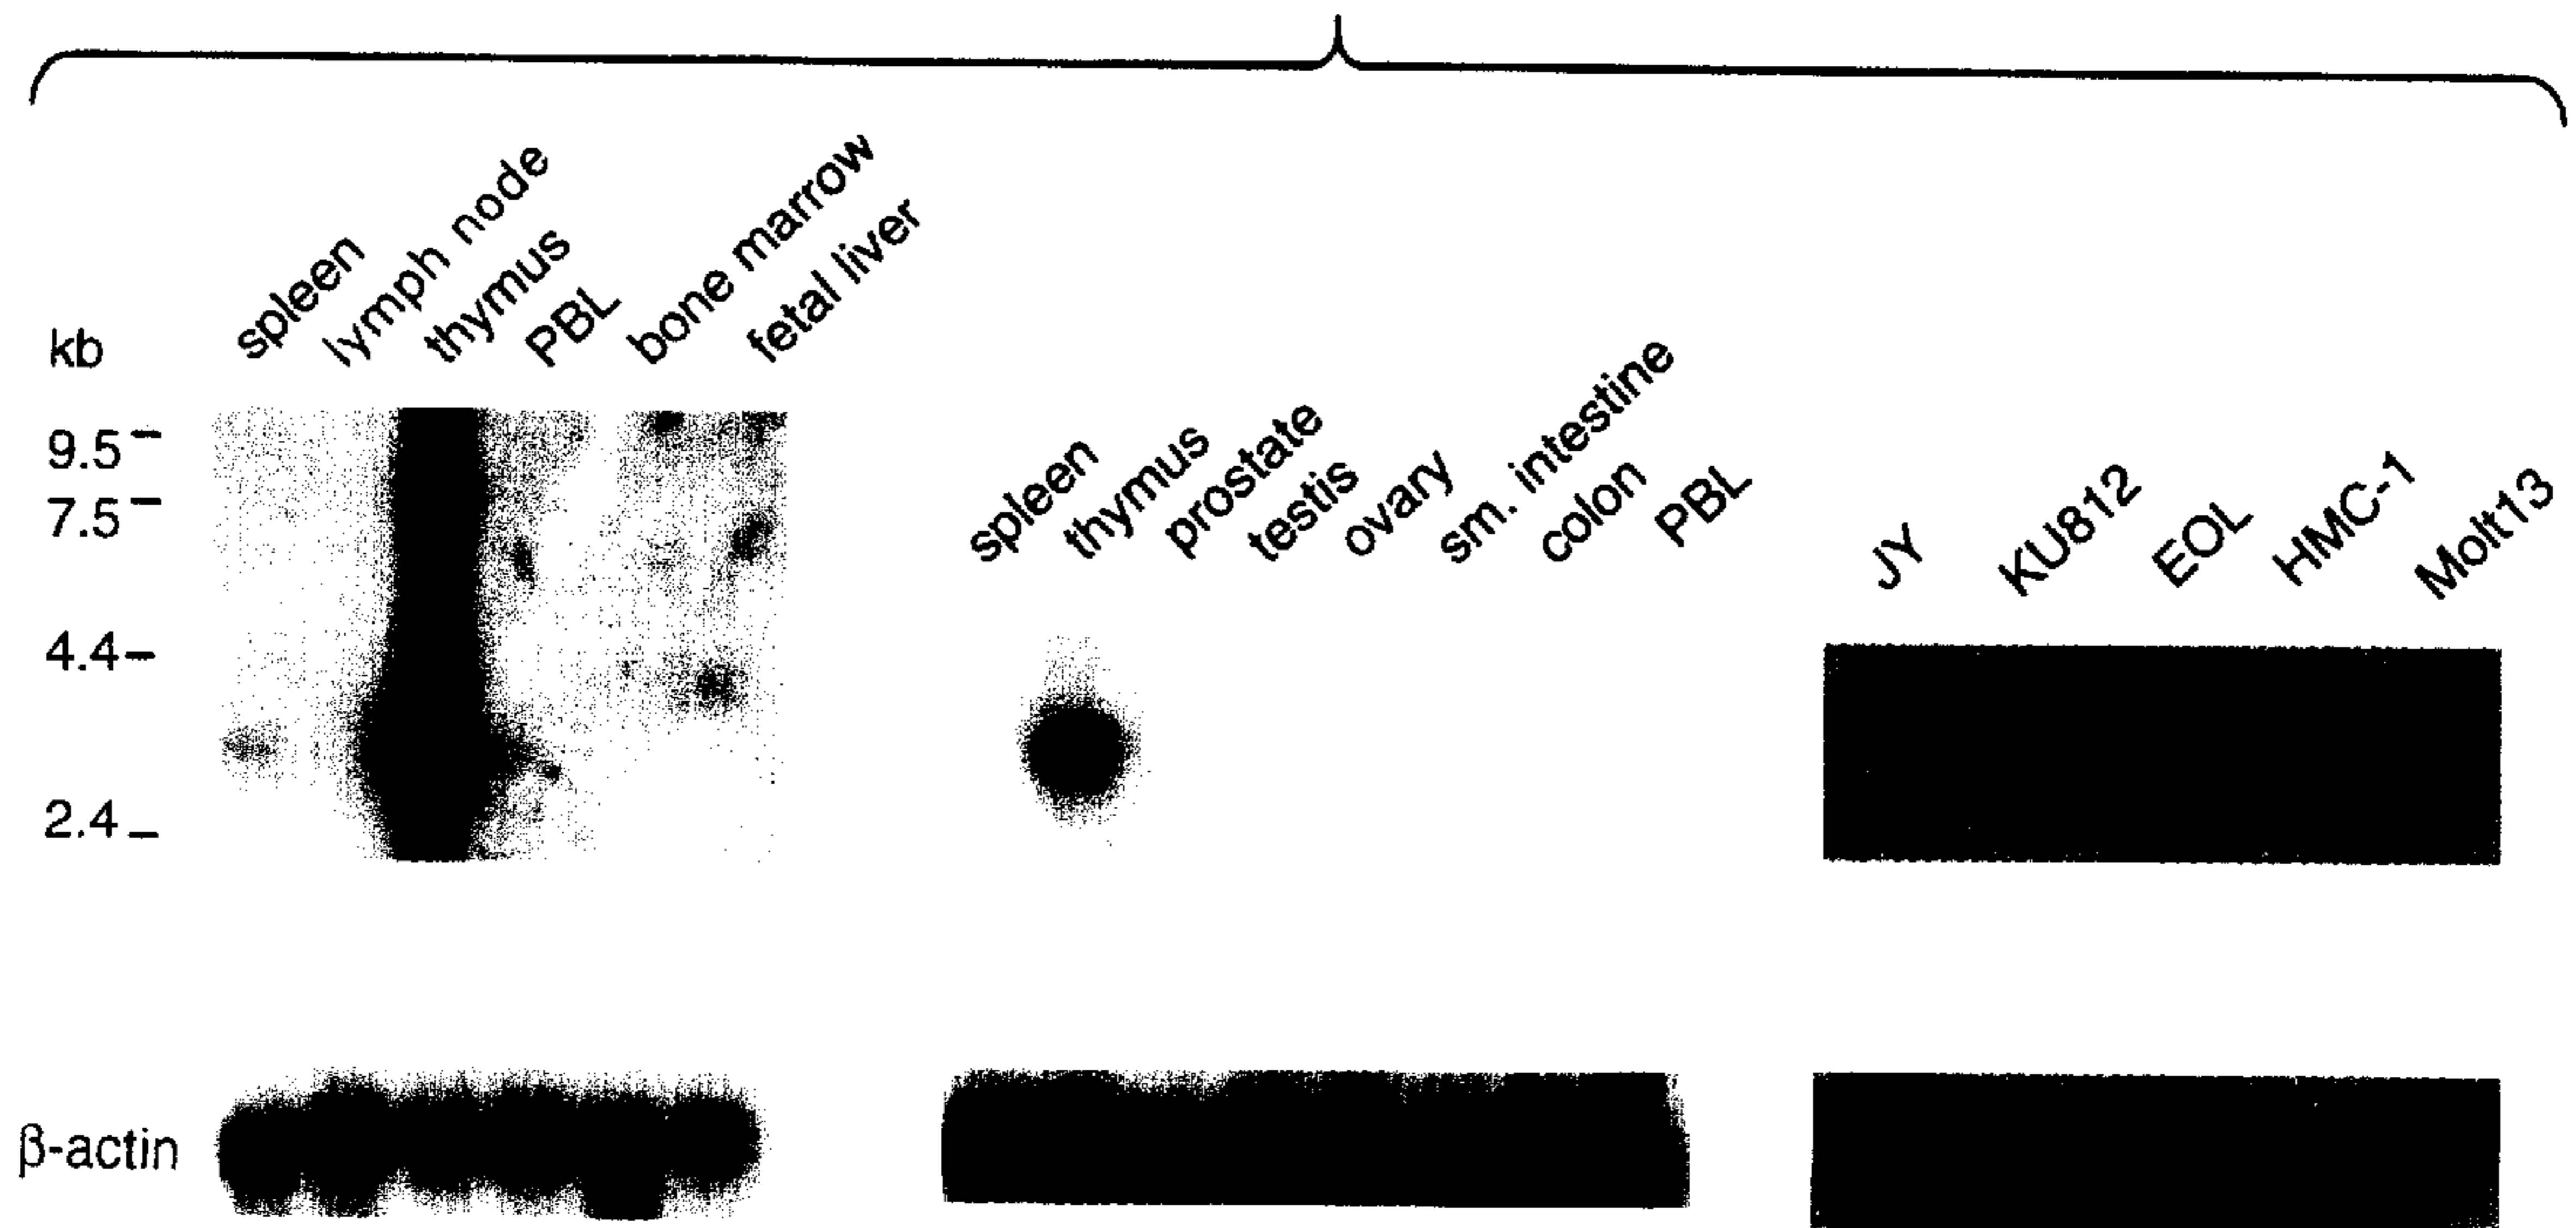 kb
spleen
lymph node
thymus
PBL
bone marrow
fetal liver
9.5
7.5
4.4
2.4
spleen
thymus
prostate
testis
ovary
sm. intestine
colon
PBL
JY
KU812
EOL
HMC-1
Molt13
β-actin